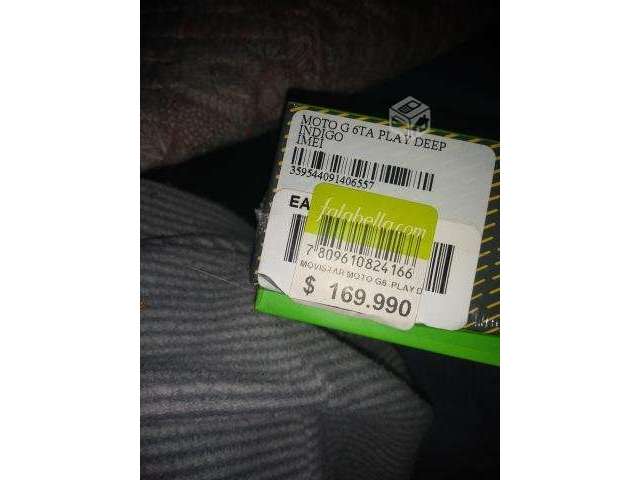 MOTO G 6TA PLAY DEEP
INDIGO
IMEI
359544091406557
EA
falabella.com
7 809610 824166
MOVISTAR MOTO G6 PLAY D
$ 169.990